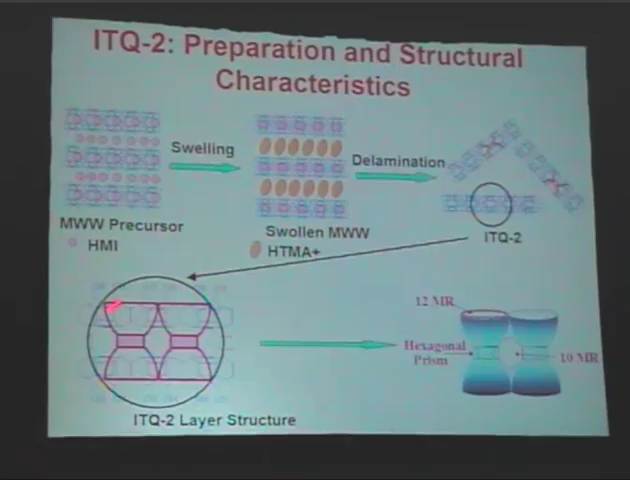 ITQ-2: Preparation and Structural
Characteristics
Swelling
Delamination
MWW Precursor
HMI
Swollen MWW
HTMA+
ITQ-2
12 MR
Hexagonal
Prism
10 MR
ITQ-2 Layer Structure